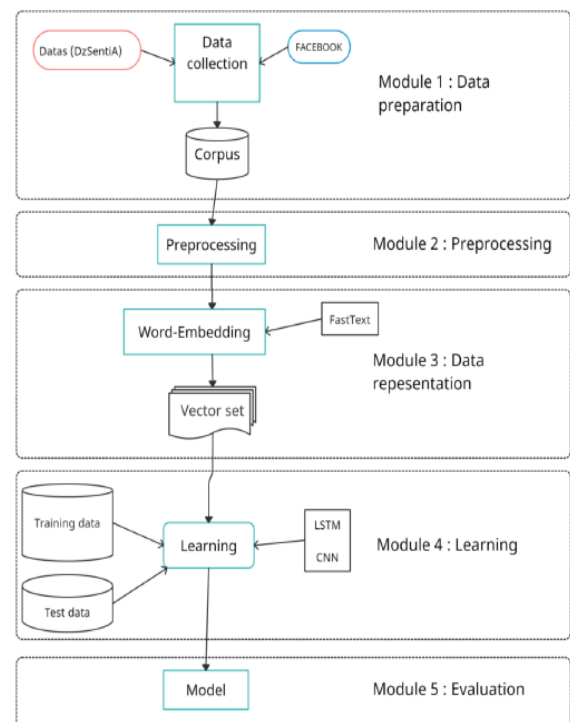 Datas (DzSentiA)
Data
collection
FACEBOOK
Module 1 : Data
preparation
Corpus
Preprocessing
Module 2 : Preprocessing
Word-Embedding
FastText
Module 3 : Data
repesentation
Vector set
Training data
Learning
LSTM
CNN
Module 4 : Learning
Test data
Model
Module 5 : Evaluation